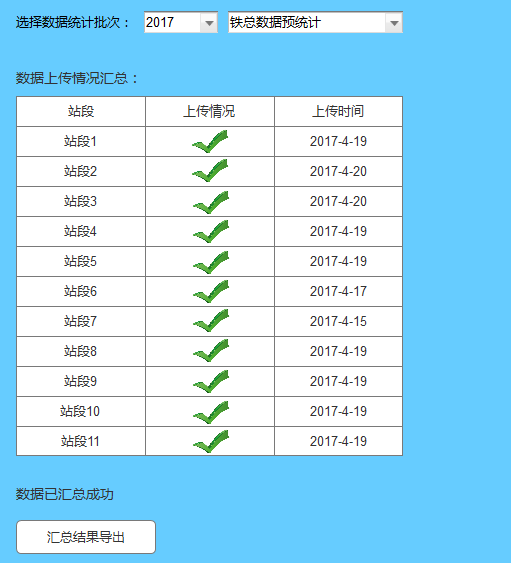 选择数据统计批次： 2017 铁总数据预统计
数据上传情况汇总：
站段 上传情况 上传时间
站段1 2017-4-19
站段2 2017-4-20
站段3 2017-4-20
站段4 2017-4-19
站段5 2017-4-19
站段6 2017-4-17
站段7 2017-4-15
站段8 2017-4-19
站段9 2017-4-19
站段10 2017-4-19
站段11 2017-4-19
数据已汇总成功
汇总结果导出